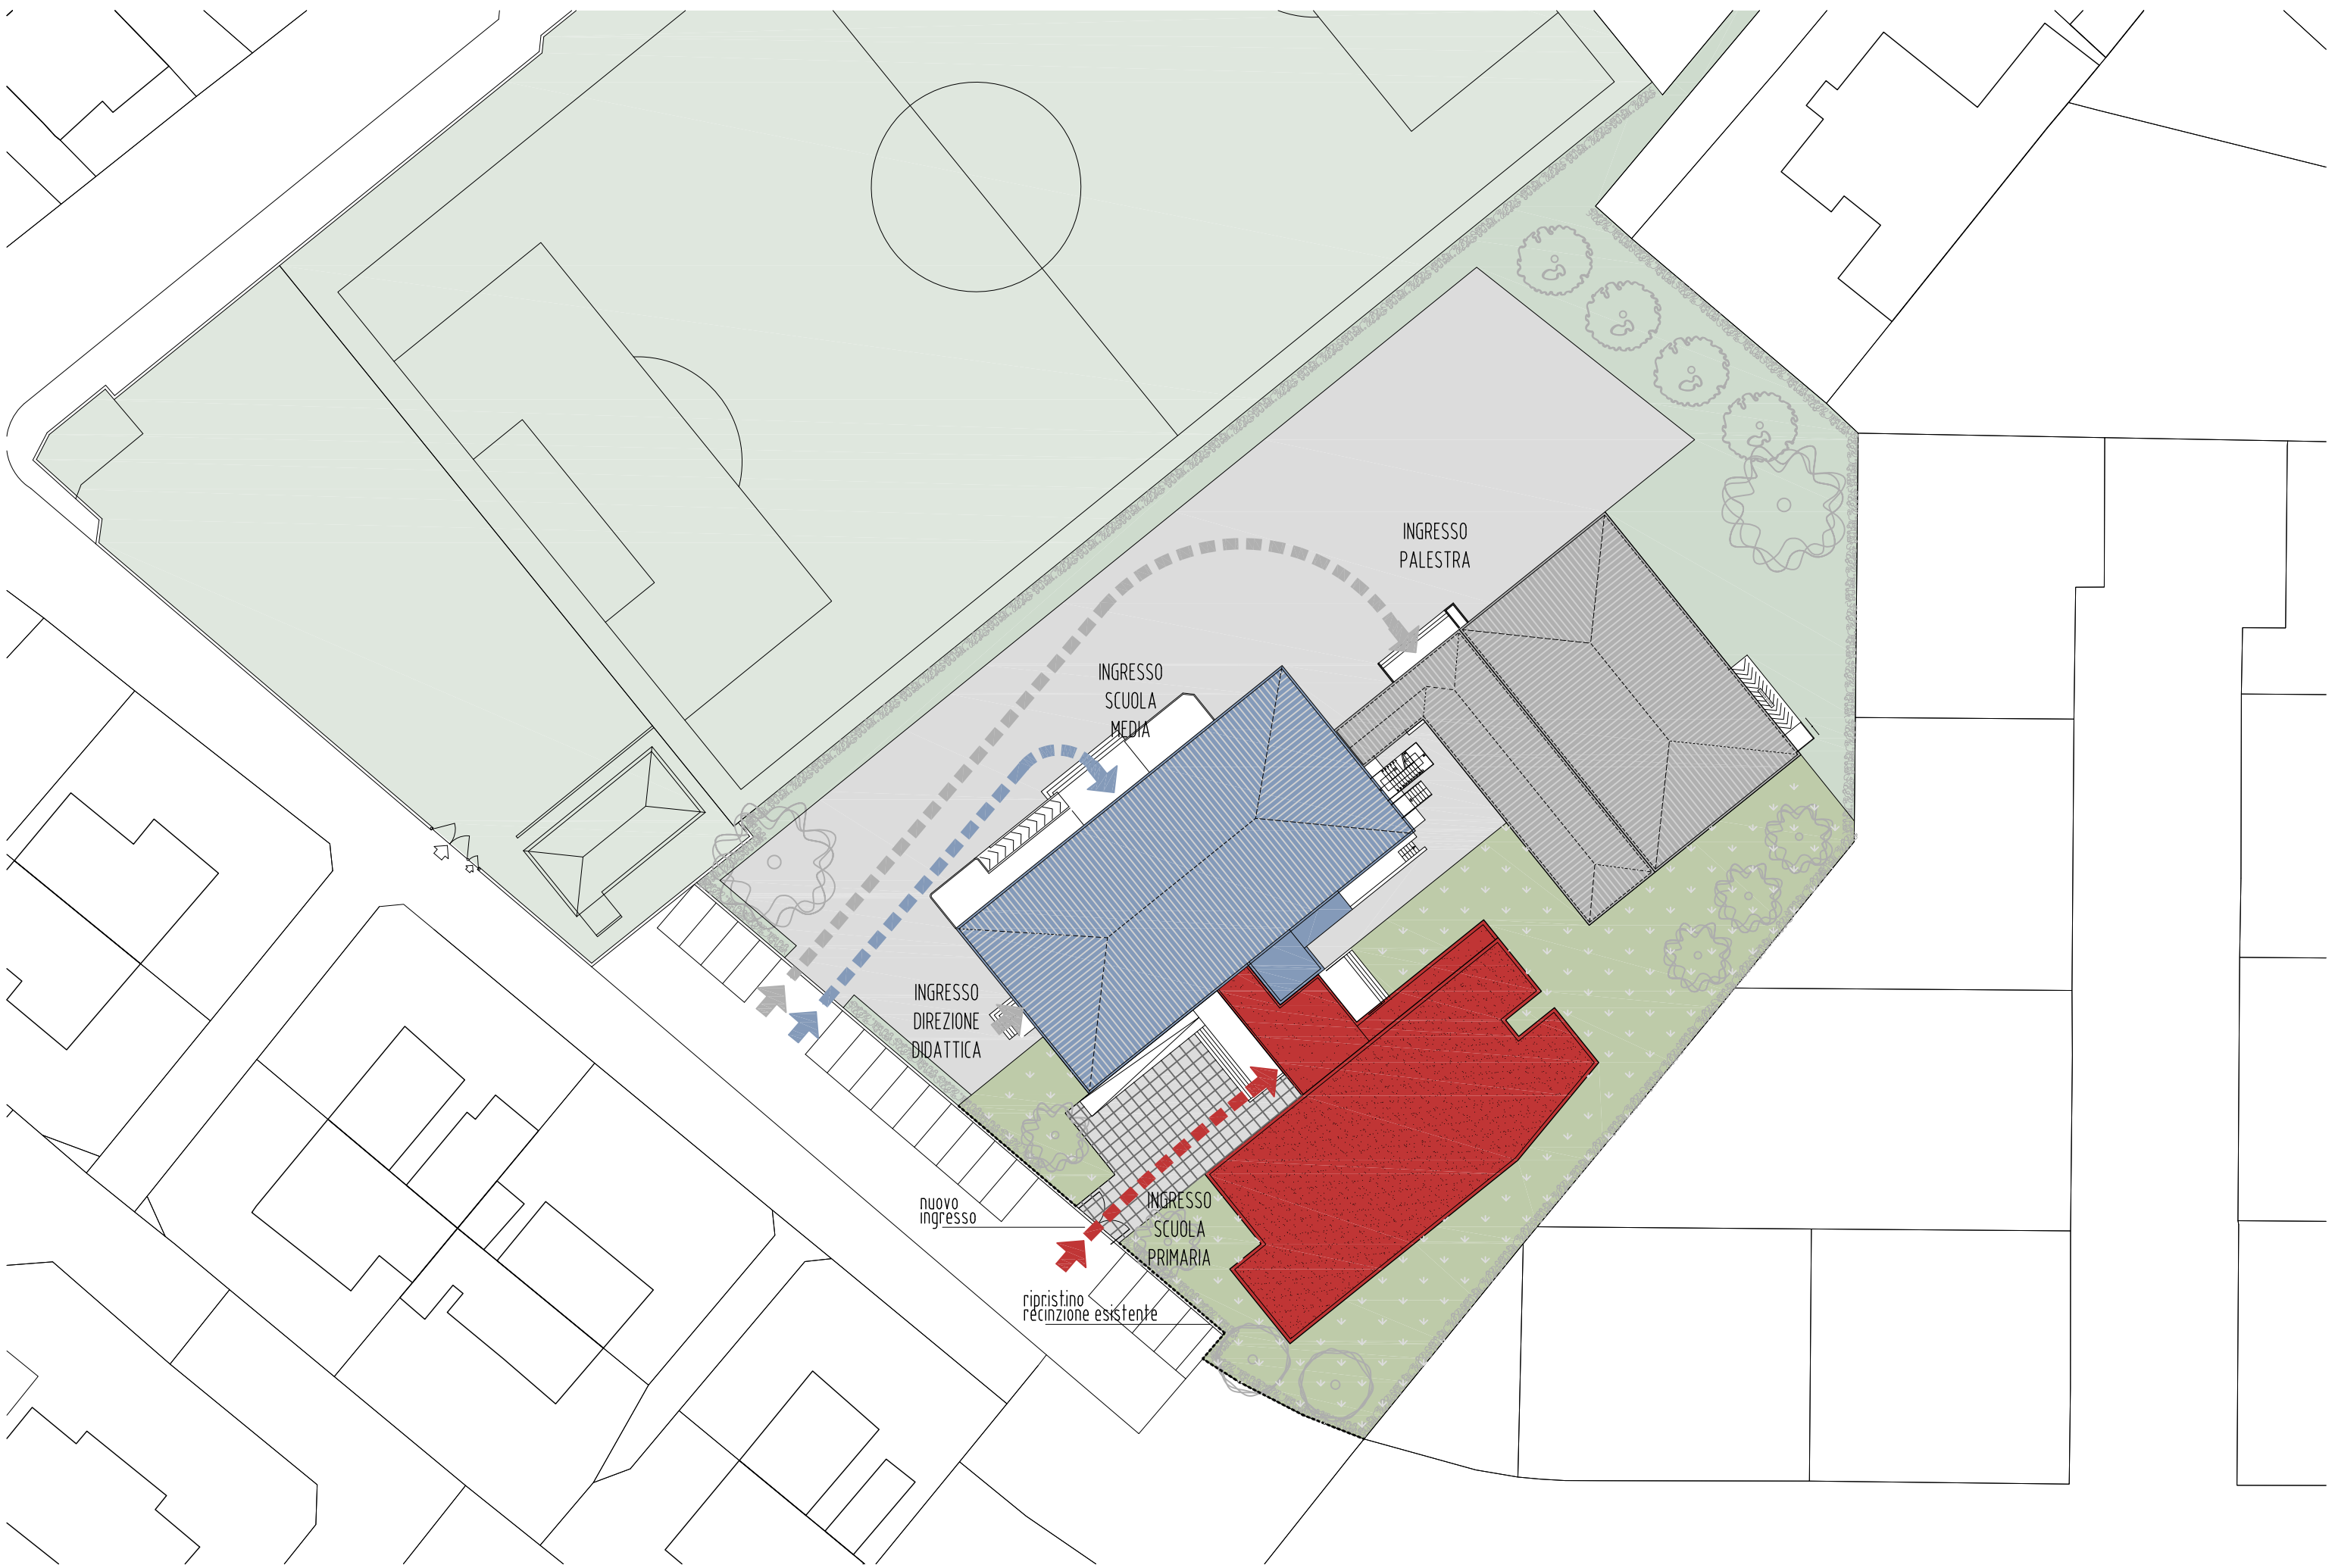 INGRESSO
PALESTRA
INGRESSO
SCUOLA
MEDIA
INGRESSO
DIREZIONE
DIDATTICA
nuovo
ingresso
INGRESSO
SCUOLA
PRIMARIA
ripristino
recinzione esistente